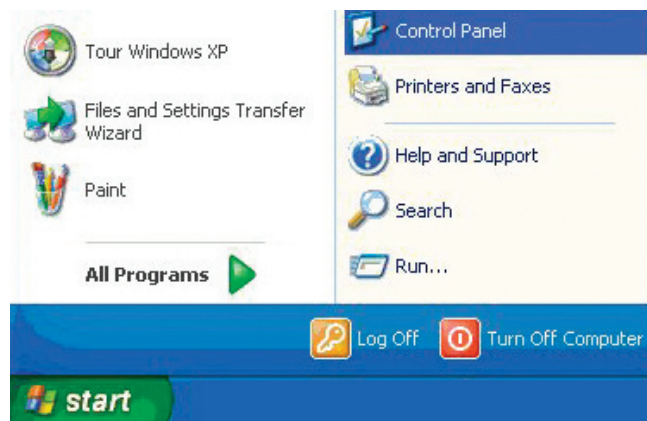 Tour Windows XP
Files and Settings Transfer
Wizard
Paint
All Programs
Control Panel
Printers and Faxes
Help and Support
Search
Run...
Log Off
Turn Off Computer
start